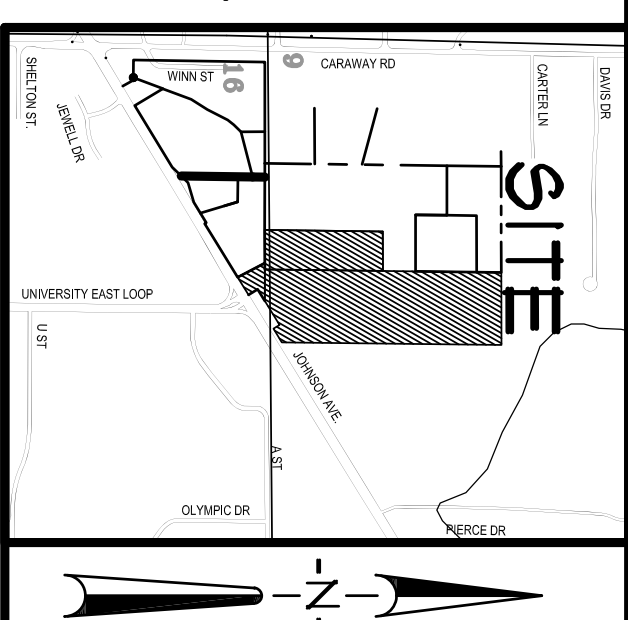 SHELTON ST.
JEWELL DR
WINN ST
16
9
CARAWAY RD
CARTER LN
DAVIS DR
SITE
UNIVERSITY EAST LOOP
U ST
JOHNSON AVE.
A ST
OLYMPIC DR
PIERCE DR
N